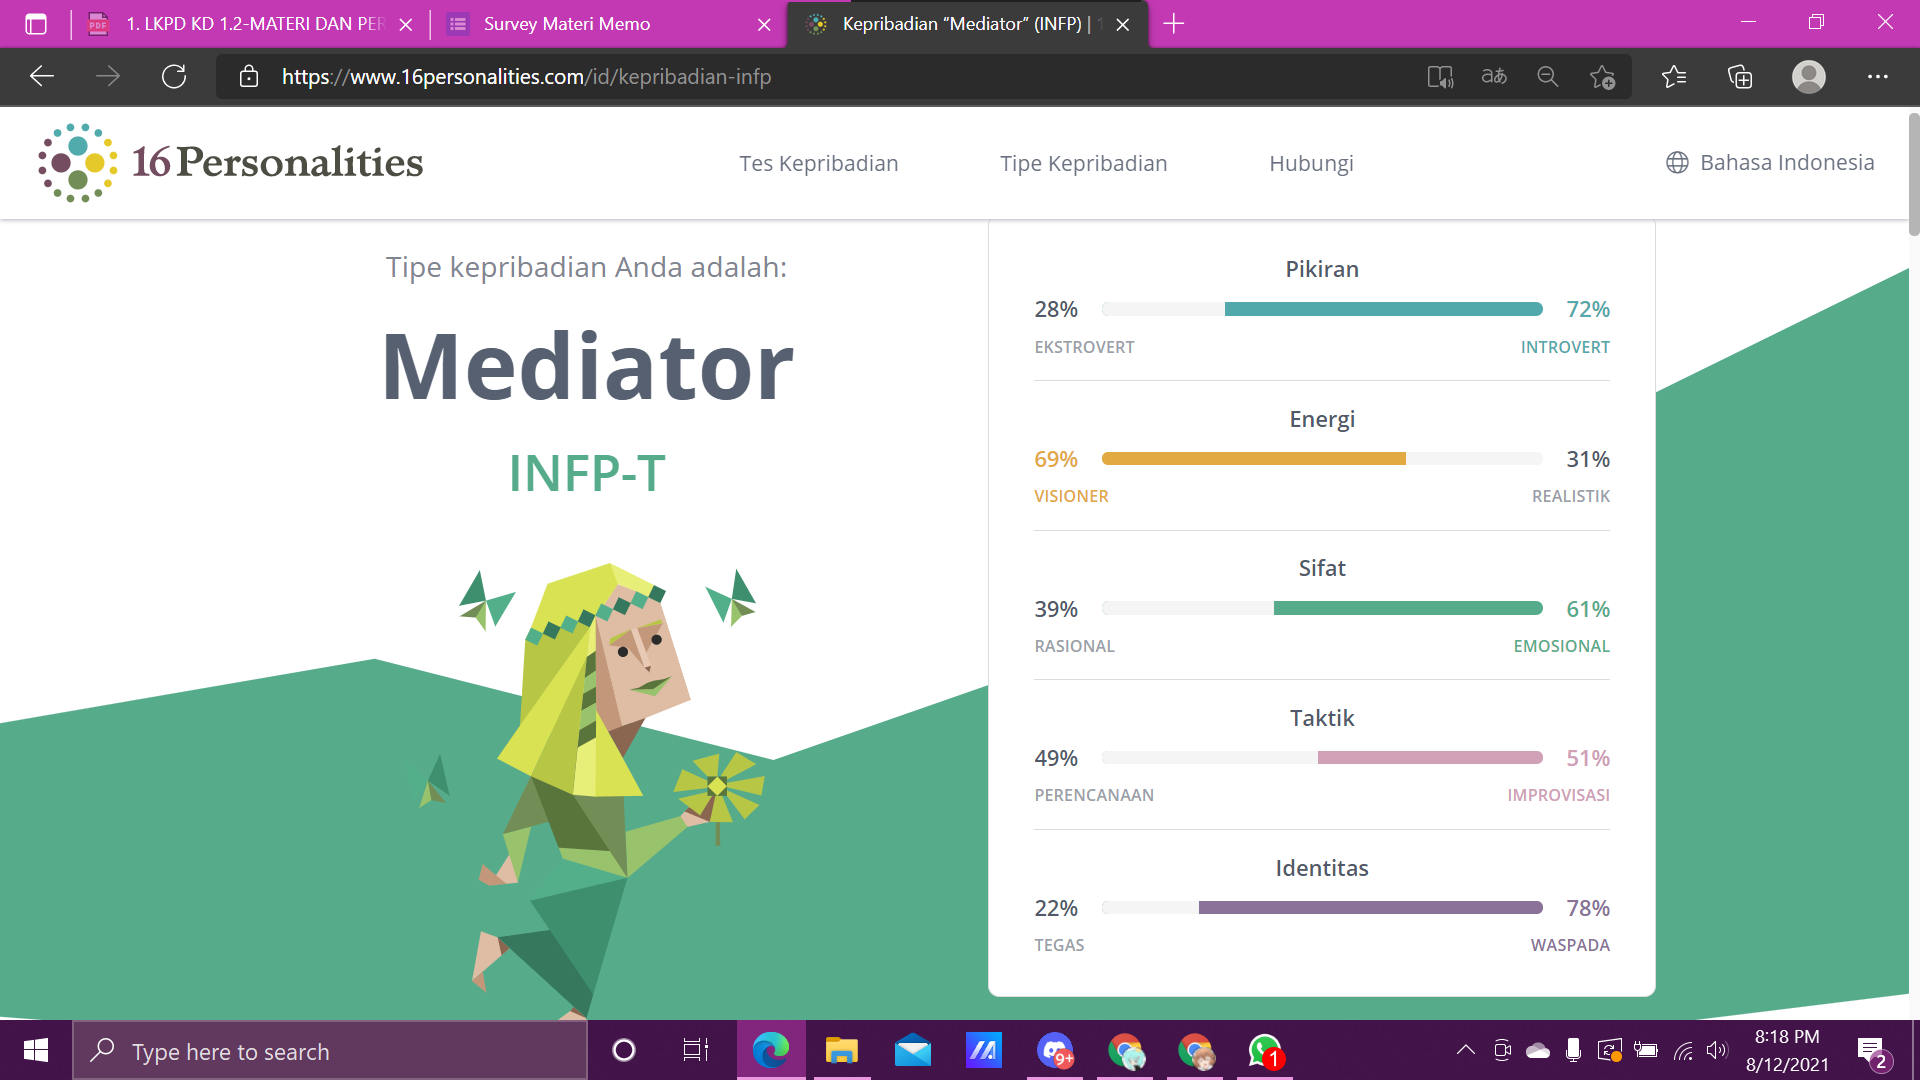 1. LKPD KD 1.2-MATERI DAN PER
Survey Materi Memo
Kepribadian “Mediator” (INFP) | 1
https://www.16personalities.com/id/kepribadian-infp
16Personalities
Tes Kepribadian
Tipe Kepribadian
Hubungi
Bahasa Indonesia
Tipe kepribadian Anda adalah:
Mediator
INFP-T
Pikiran
28% 72%
EKSTROVERT INTROVERT
Energi
69% 31%
VISIONER REALISTIK
Sifat
39% 61%
RASIONAL EMOSIONAL
Taktik
49% 51%
PERENCANAAN IMPROVISASI
Identitas
22% 78%
TEGAS WASPADA
Type here to search
9+
1
8:18 PM
8/12/2021
2